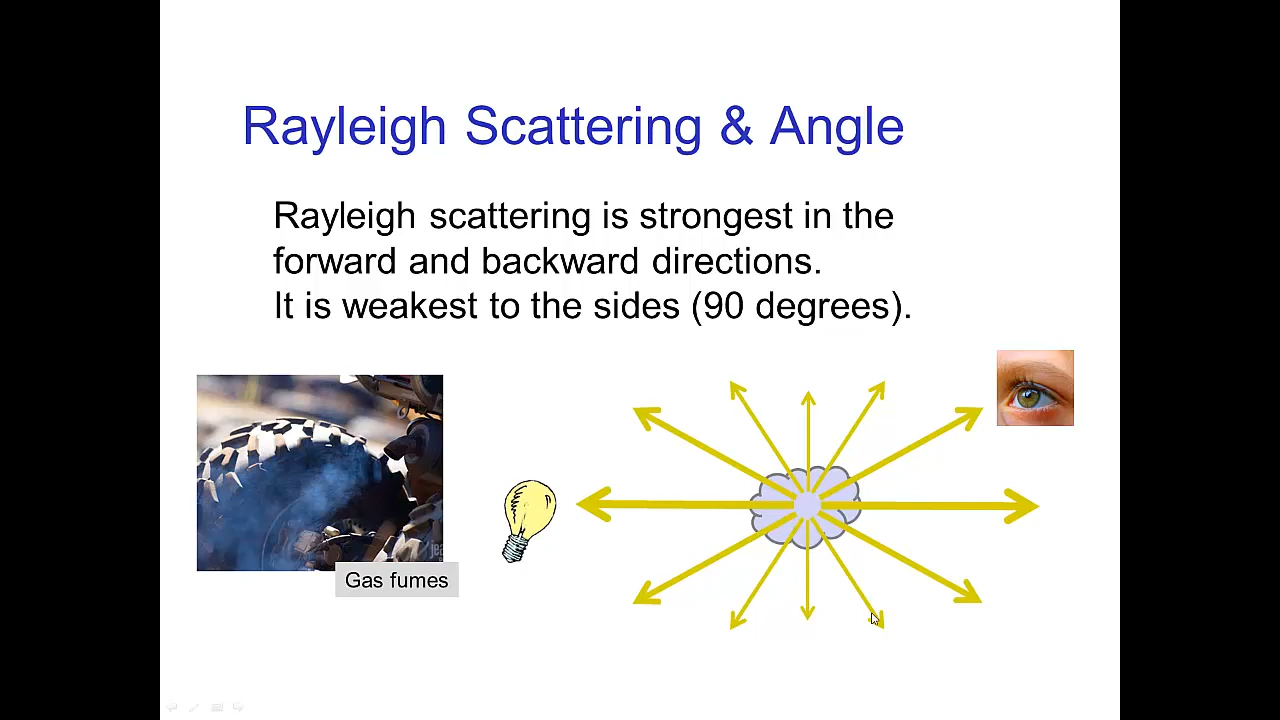 Rayleigh Scattering & Angle
Rayleigh scattering is strongest in the
forward and backward directions.
It is weakest to the sides (90 degrees).
Gas fumes